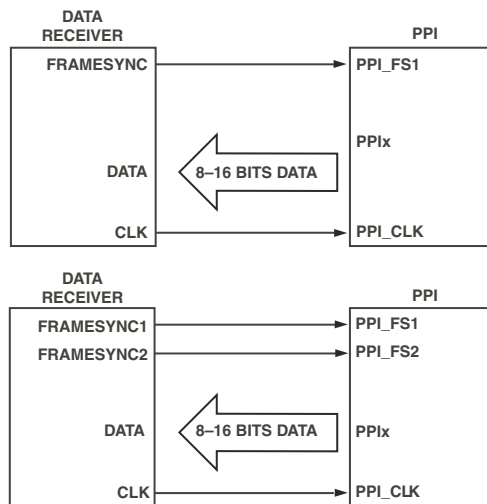 DATA
RECEIVER
PPI
FRAMESYNC
PPI_FS1
PPIx
DATA
8–16 BITS DATA
CLK
PPI_CLK
DATA
RECEIVER
PPI
FRAMESYNC1
PPI_FS1
FRAMESYNC2
PPI_FS2
DATA
8–16 BITS DATA
PPIx
CLK
PPI_CLK